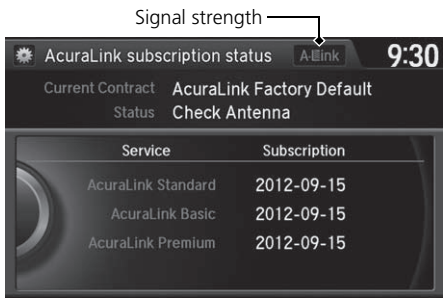 Signal strength
AcuraLink subscription status A-Link 9:30
Current Contract AcuraLink Factory Default
Status Check Antenna
Service Subscription
AcuraLink Standard 2012-09-15
AcuraLink Basic 2012-09-15
AcuraLink Premium 2012-09-15